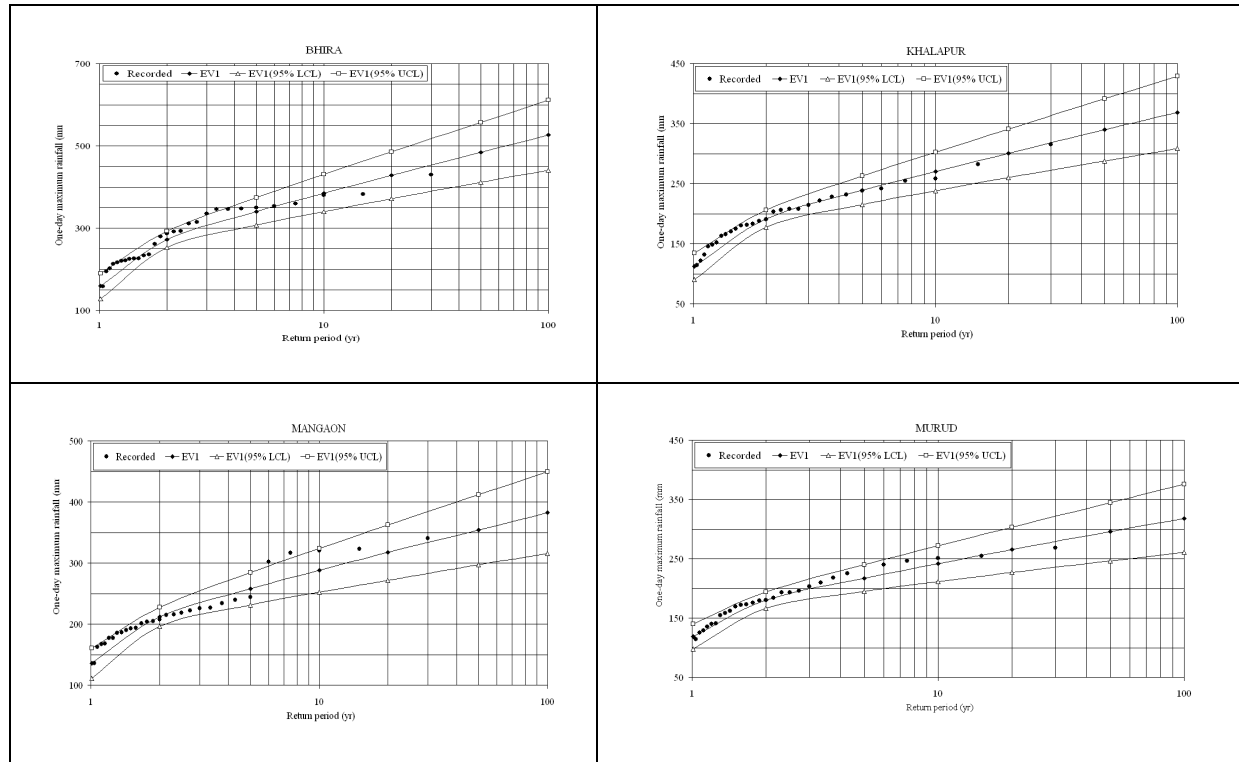 BHIRA
Recorded EV1 EV1(95% LCL) EV1(95% UCL)
One-day maximum rainfall (mm
700
500
300
100
1 10 100
Return period (yr)
KHALAPUR
Recorded EV1 EV1(95% LCL) EV1(95% UCL)
One-day maximum rainfall (mm
450
350
250
150
50
1 10 100
Return period (yr)
MANGAON
Recorded EV1 EV1(95% LCL) EV1(95% UCL)
One-day maximum rainfall (mm
500
400
300
200
100
1 10 100
Return period (yr)
MURUD
Recorded EV1 EV1(95% LCL) EV1(95% UCL)
One-day maximum rainfall (mm
450
350
250
150
50
1 10 100
Return period (yr)